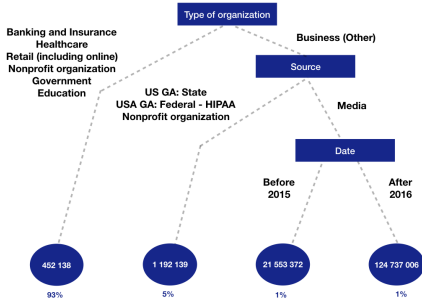 Type of organization
Banking and Insurance
Healthcare
Retail (including online)
Nonprofit organization
Government
Education
Business (Other)
Source
US GA: State
USA GA: Federal - HIPAA
Nonprofit organization
Media
Date
Before
2015
After
2016
452 138
1 192 139
21 553 372
124 737 006
93%
5%
1%
1%